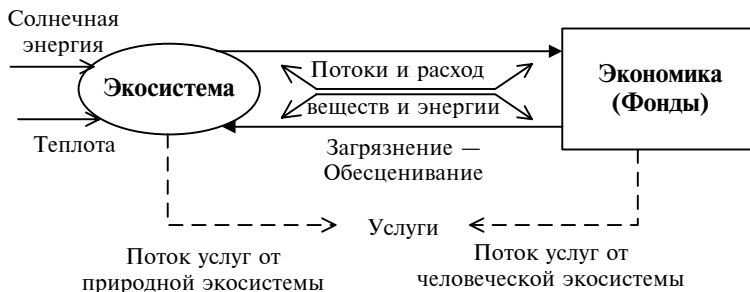 Солнечная
энергия
Экосистема
Теплота
Потоки и расход
веществ и энергии
Экономика
(Фонды)
Загрязнение —
Обесценивание
Услуги
Поток услуг от
природной экосистемы
Поток услуг от
человеческой экосистемы